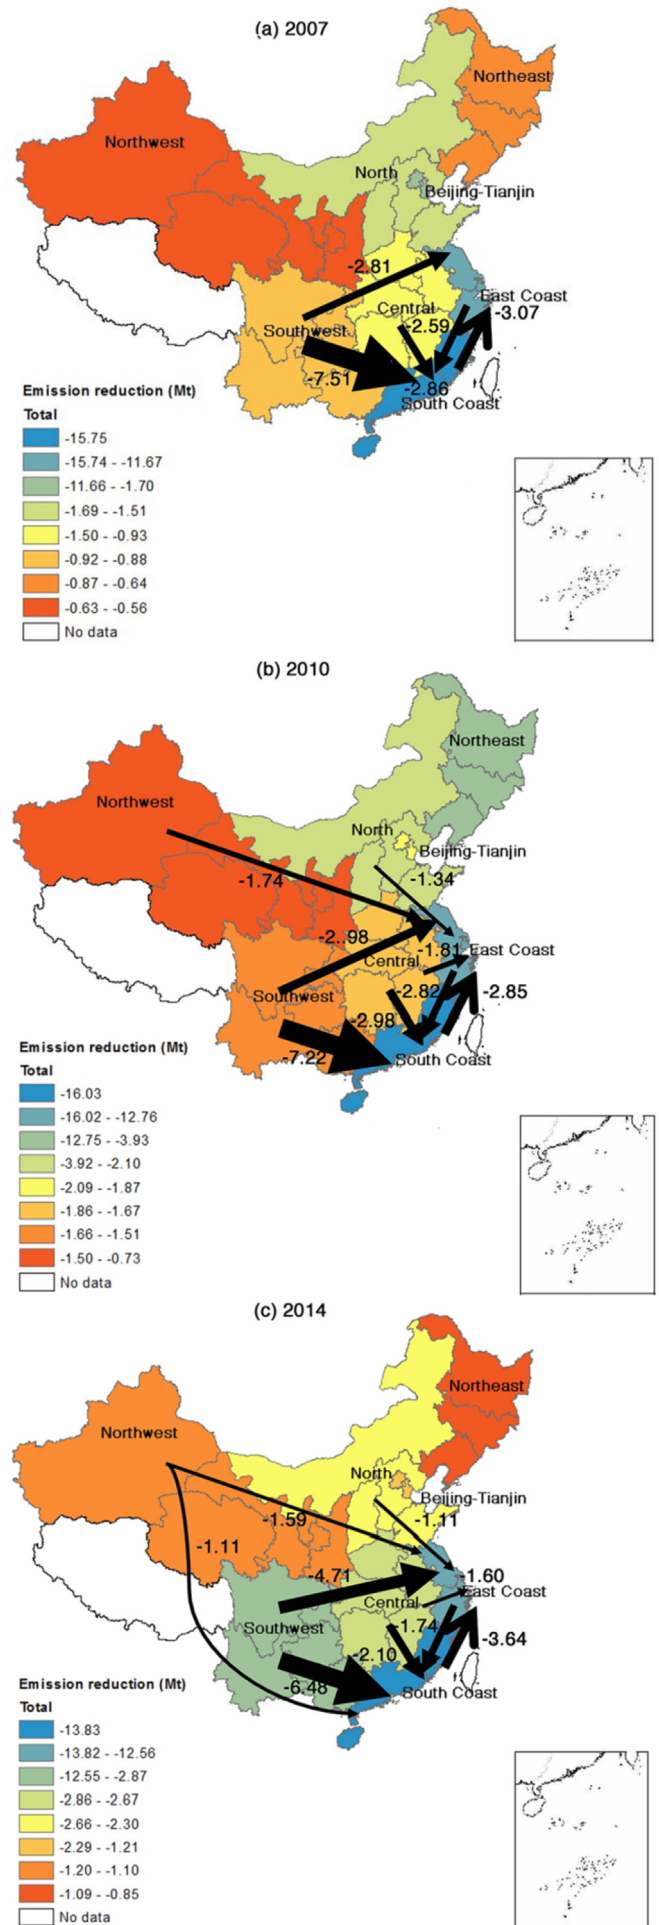 (a) 2007
Northeast
Northwest
North
Beijing-Tianjin
-2.81
East Coast
Central
-3.07
Southwest
-2.59
-7.51
-2.86
South Coast
Emission reduction (Mt)
Total
-15.75
-15.74 - -11.67
-11.66 - -1.70
-1.69 - -1.51
-1.50 - -0.93
-0.92 - -0.88
-0.87 - -0.64
-0.63 - -0.56
No data
(b) 2010
Northeast
Northwest
North
Beijing-Tianjin
-1.74
-1.34
-2..98
-1.81
East Coast
Central
Southwest
-2.82
-2.85
-2.98
-7.22
South Coast
Emission reduction (Mt)
Total
-16.03
-16.02 - -12.76
-12.75 - -3.93
-3.92 - -2.10
-2.09 - -1.87
-1.86 - -1.67
-1.66 - -1.51
-1.50 - -0.73
No data
(c) 2014
Northeast
Northwest
North
Beijing-Tianjin
-1.59
-1.11
-1.11
-4.71
-1.60
East Coast
Central
Southwest
-1.74
-3.64
-2.10
-6.48
South Coast
Emission reduction (Mt)
Total
-13.83
-13.82 - -12.56
-12.55 - -2.87
-2.86 - -2.67
-2.66 - -2.30
-2.29 - -1.21
-1.20 - -1.10
-1.09 - -0.85
No data